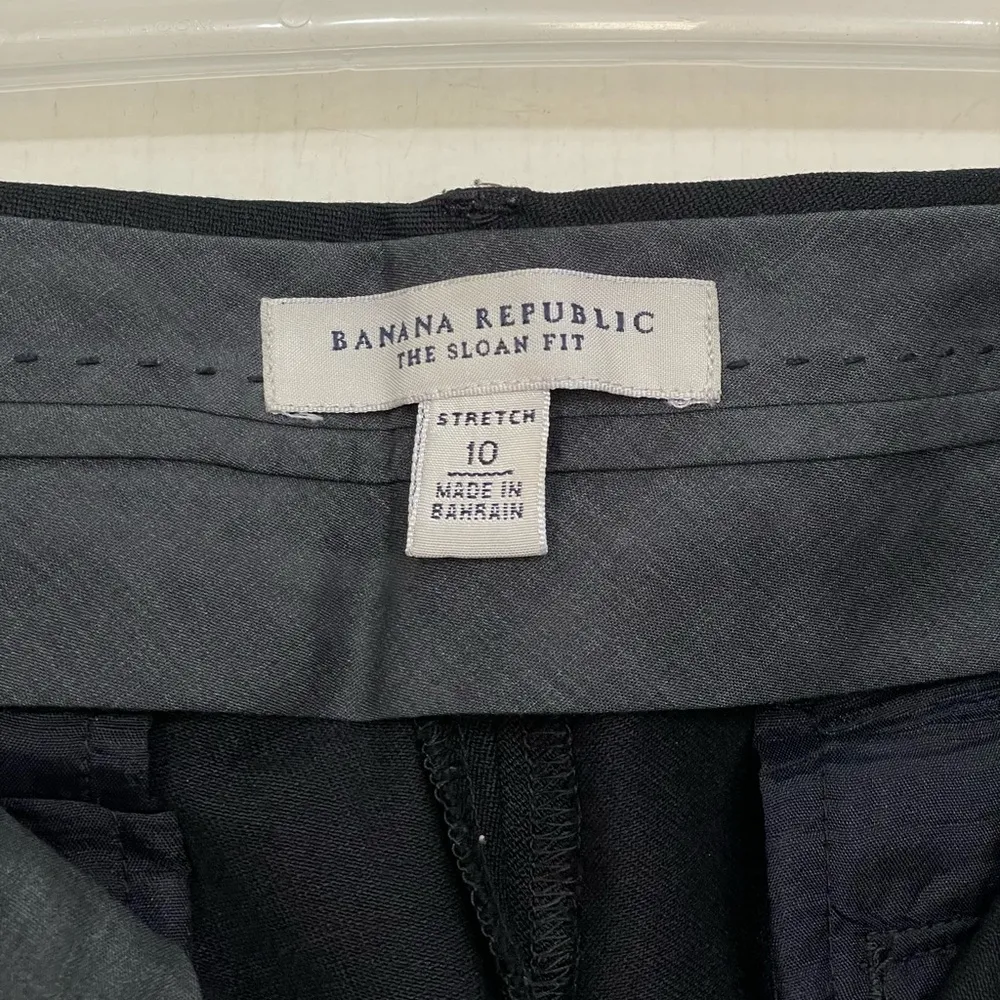 BANANA REPUBLIC
THE SLOAN FIT
STRETCH
10
MADE IN
BAHRAIN